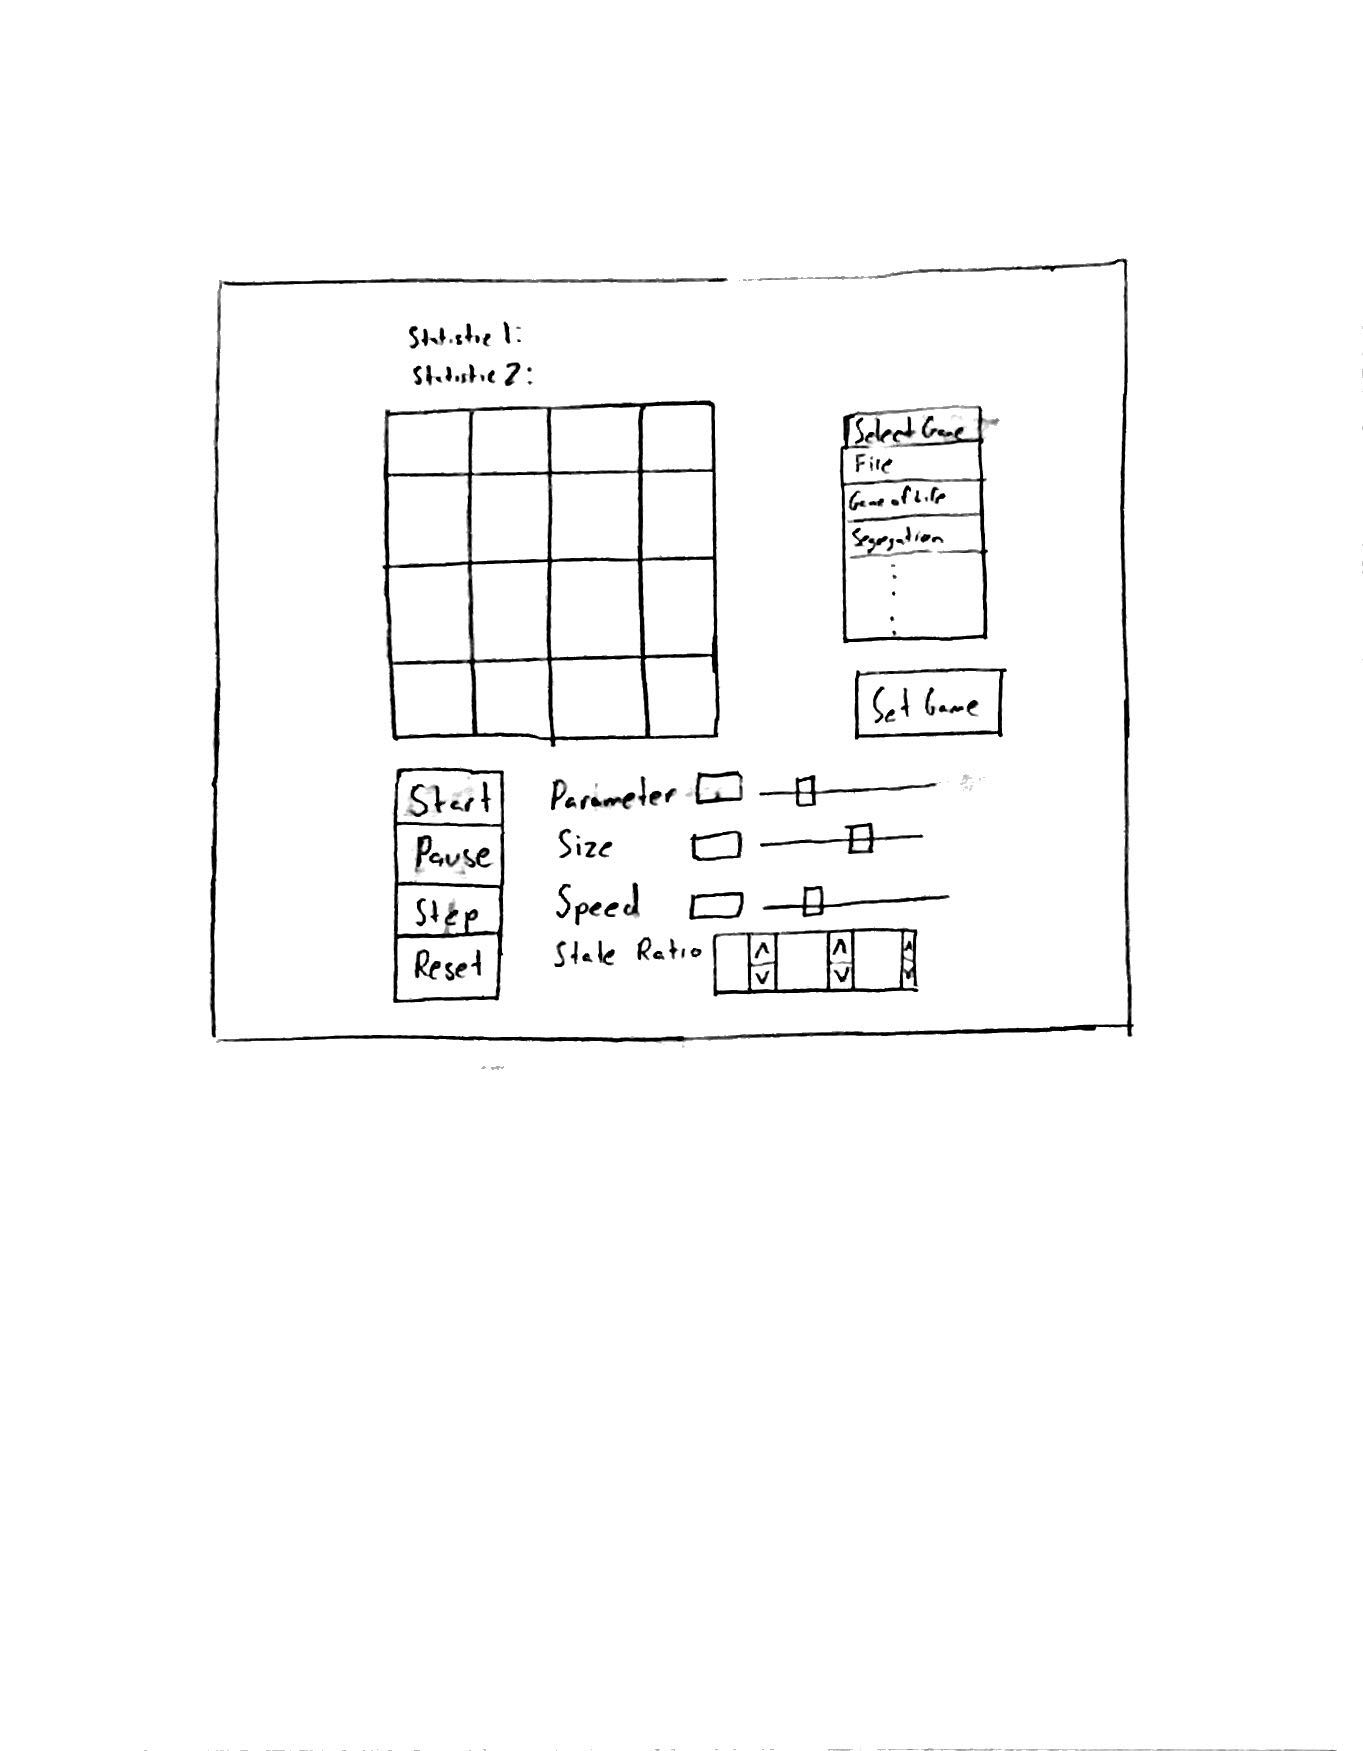 Statistic 1:
Statistic 2:
Select Game
Fire
Game of Life
Segregation
Set Game
Start
Pause
Step
Reset
Parameter
Size
Speed
State Ratio